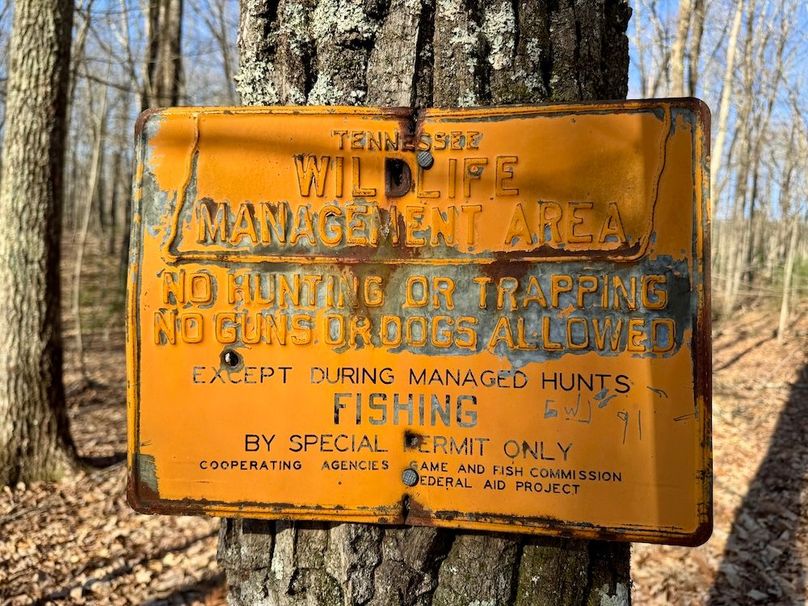 TENNESSEE
WILDLIFE
MANAGEMENT AREA
NO HUNTING OR TRAPPING
NO GUNS OR DOGS ALLOWED
EXCEPT DURING MANAGED HUNTS
FISHING
BY SPECIAL PERMIT ONLY
COOPERATING AGENCIES GAME AND FISH COMMISSION
FEDERAL AID PROJECT